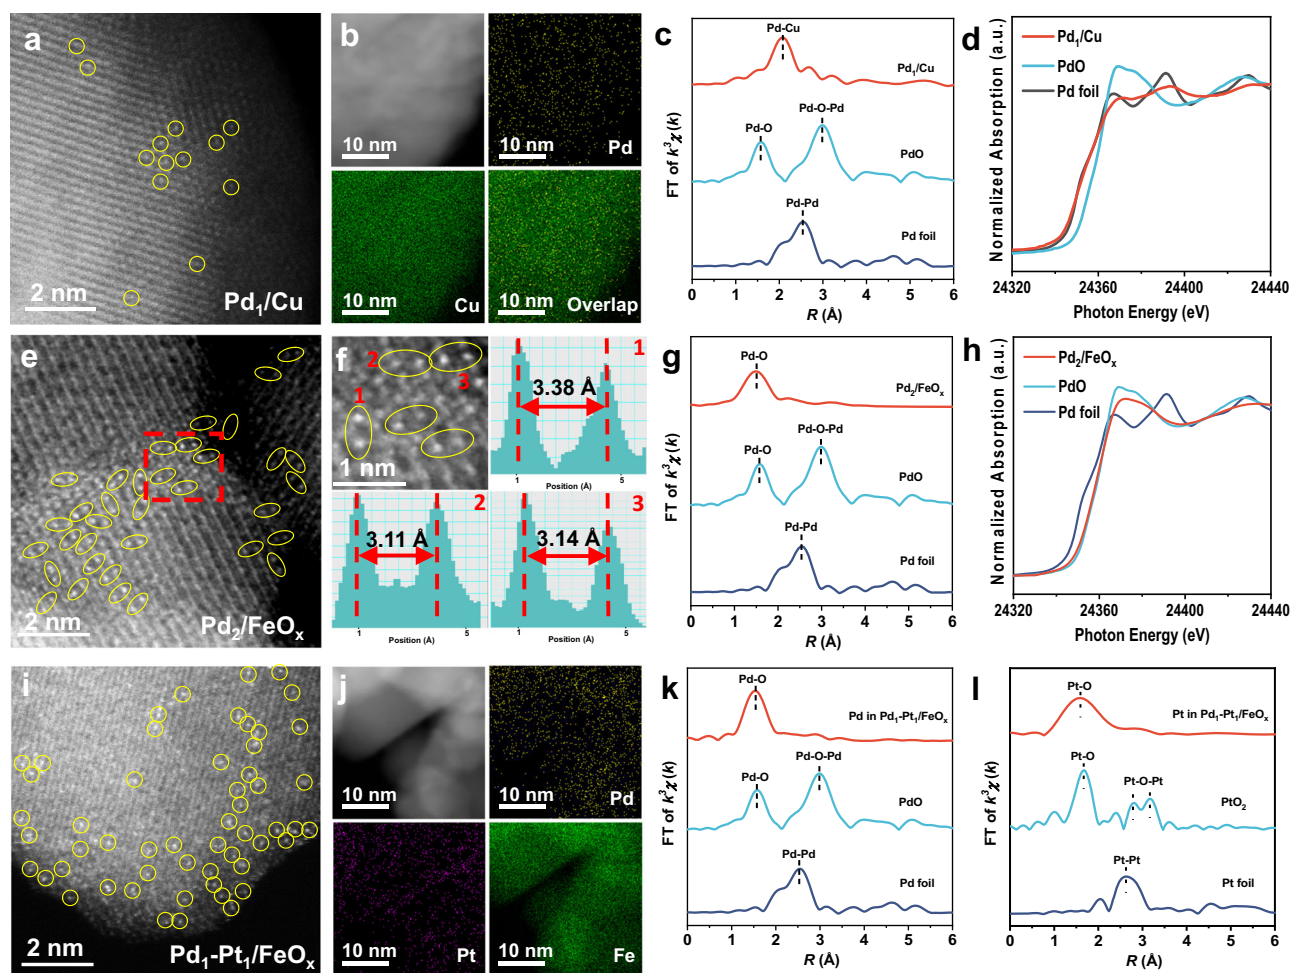 a
2 nm
Pd₁/Cu
b
10 nm
10 nm
Pd
10 nm
Cu
10 nm
Overlap
c
FT of k³χ(k)
Pd-Cu
Pd₁/Cu
Pd-O-Pd
Pd-O
PdO
Pd-Pd
Pd foil
0 1 2 3 4 5 6
R (Å)
d
Normalized Absorption (a.u.)
Pd₁/Cu
PdO
Pd foil
24320 24360 24400 24440
Photon Energy (eV)
e
2 nm
Pd₂/FeOₓ
f
2
3
1
1 nm
1
3.38 Å
1 5
Position (Å)
2
3.11 Å
1 5
Position (Å)
3
3.14 Å
1 5
Position (Å)
g
FT of k³χ(k)
Pd-O
Pd₂/FeOₓ
Pd-O-Pd
Pd-O
PdO
Pd-Pd
Pd foil
0 1 2 3 4 5 6
R (Å)
h
Normalized Absorption (a.u.)
Pd₂/FeOₓ
PdO
Pd foil
24320 24360 24400 24440
Photon Energy (eV)
i
2 nm
Pd₁-Pt₁/FeOₓ
j
10 nm
10 nm
Pd
10 nm
Pt
10 nm
Fe
k
FT of k³χ(k)
Pd-O
Pd in Pd₁-Pt₁/FeOₓ
Pd-O-Pd
Pd-O
PdO
Pd-Pd
Pd foil
0 1 2 3 4 5 6
R (Å)
l
FT of k³χ(k)
Pt-O
Pt in Pd₁-Pt₁/FeOₓ
Pt-O
Pt-O-Pt
PtO₂
Pt-Pt
Pt foil
0 1 2 3 4 5 6
R (Å)